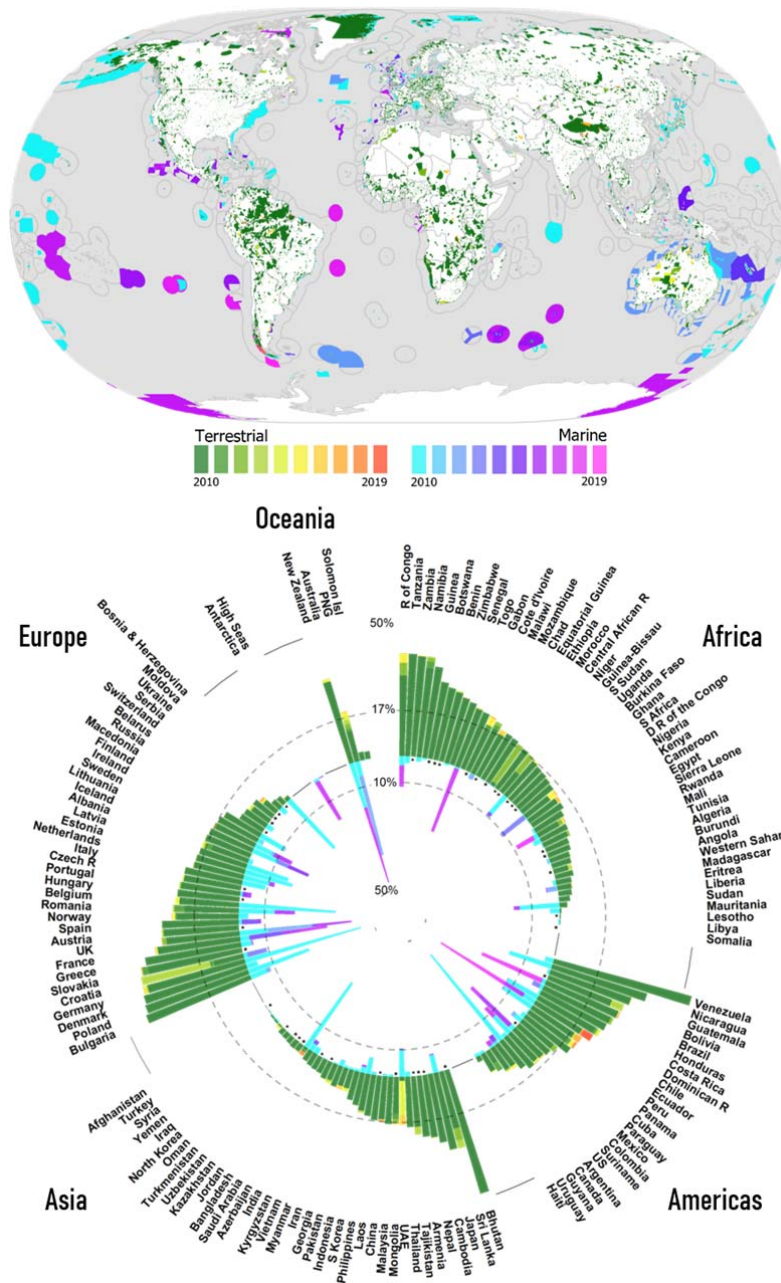 Terrestrial
Marine
2010
2019
2010
2019
Oceania
Solomon Isl
PNG
Australia
New Zealand
High Seas
Antarctica
Europe
Bosnia & Herzegovina
Moldova
Ukraine
Serbia
Switzerland
Belarus
Russia
Macedonia
Finland
Ireland
Sweden
Lithuania
Iceland
Albania
Latvia
Estonia
Netherlands
Italy
Czech R
Portugal
Hungary
Belgium
Romania
Norway
Spain
Austria
UK
France
Greece
Slovakia
Croatia
Germany
Denmark
Poland
Bulgaria
50%
17%
10%
50%
Africa
R of Congo
Tanzania
Zambia
Namibia
Guinea
Botswana
Benin
Zimbabwe
Senegal
Togo
Gabon
Cote d'Ivoire
Malawi
Mozambique
Chad
Equatorial Guinea
Ethiopia
Morocco
Central African R
Niger
Guinea-Bissau
S Sudan
Uganda
Burkina Faso
Ghana
S Africa
D R of the Congo
Nigeria
Kenya
Cameroon
Egypt
Sierra Leone
Rwanda
Mali
Tunisia
Algeria
Burundi
Angola
Western Sahar
Madagascar
Eritrea
Liberia
Sudan
Mauritania
Lesotho
Libya
Somalia
Venezuela
Nicaragua
Guatemala
Bolivia
Brazil
Honduras
Costa Rica
Dominican R
Chile
Ecuador
Peru
Panama
Cuba
Paraguay
Mexico
Colombia
Suriname
US
Argentina
Canada
Guyana
Uruguay
Haiti
Americas
Asia
Afghanistan
Turkey
Syria
Yemen
Iraq
North Korea
Oman
Turkmenistan
Uzbekistan
Kazakhstan
Jordan
Bangladesh
Saudi Arabia
Azerbaijan
India
Kyrgyzstan
Vietnam
Myanmar
Iran
Georgia
Pakistan
Indonesia
S Korea
Philippines
Laos
China
Malaysia
Mongolia
UAE
Thailand
Tajikistan
Armenia
Nepal
Cambodia
Japan
Sri Lanka
Bhutan